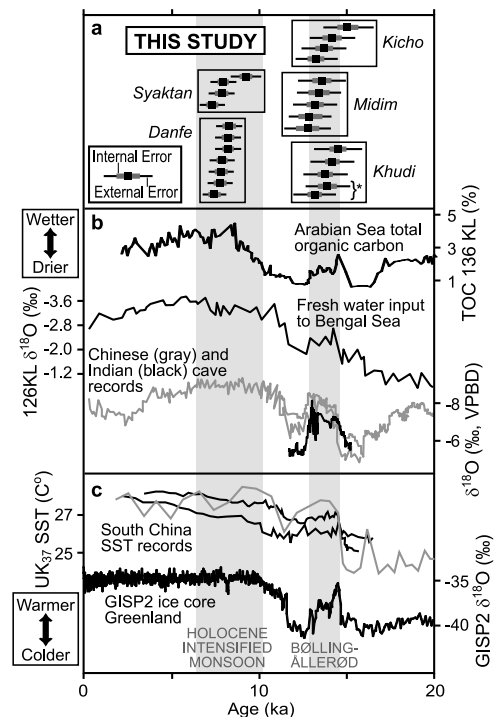 a
THIS STUDY
Kicho
Syaktan
Midim
Danfe
Internal Error
External Error
Khudi
}*
Wetter
Drier
b
Arabian Sea total
organic carbon
5
3
1
TOC 136 KL (%)
-3.6
-2.8
-2.0
-1.2
126KL δ¹⁸O (‰)
Fresh water input
to Bengal Sea
Chinese (gray) and
Indian (black) cave
records
-8
-6
δ¹⁸O (‰, VPBD)
c
27
25
UK₃₇ SST (C°)
South China
SST records
Warmer
Colder
GISP2 ice core
Greenland
-35
-40
GISP2 δ¹⁸O (‰)
HOLOCENE
INTENSIFIED
MONSOON
BØLLING-
ÅLLERØD
0
10
20
Age (ka)